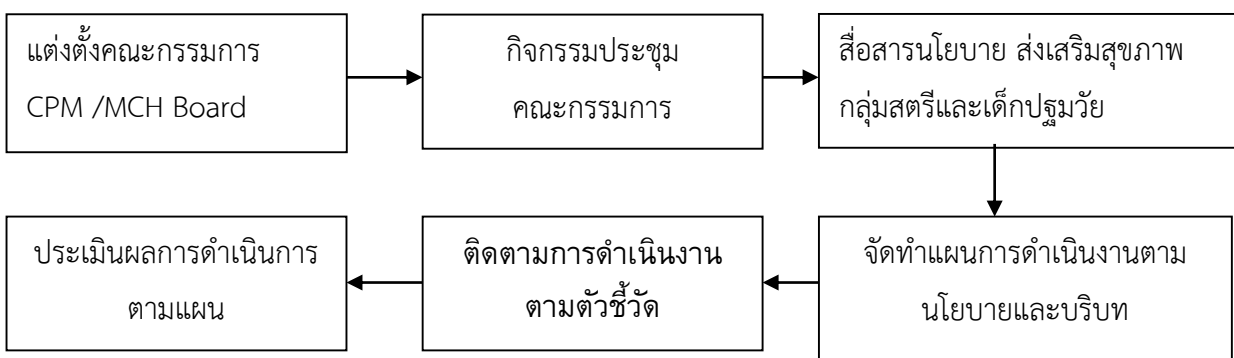 แต่งตั้งคณะกรรมการ
CPM /MCH Board
กิจกรรมประชุม
คณะกรรมการ
สื่อสารนโยบาย ส่งเสริมสุขภาพ
กลุ่มสตรีและเด็กปฐมวัย
จัดทำแผนการดำเนินงานตาม
นโยบายและบริบท
ติดตามการดำเนินงาน
ตามตัวชี้วัด
ประเมินผลการดำเนินการ
ตามแผน